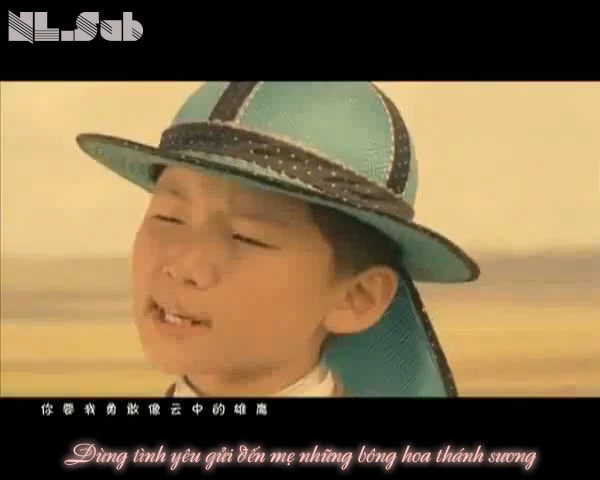 NL.Sub
你要我勇敢像云中的雄鹰
Dùng tình yêu gửi đến mẹ những bông hoa thánh sương